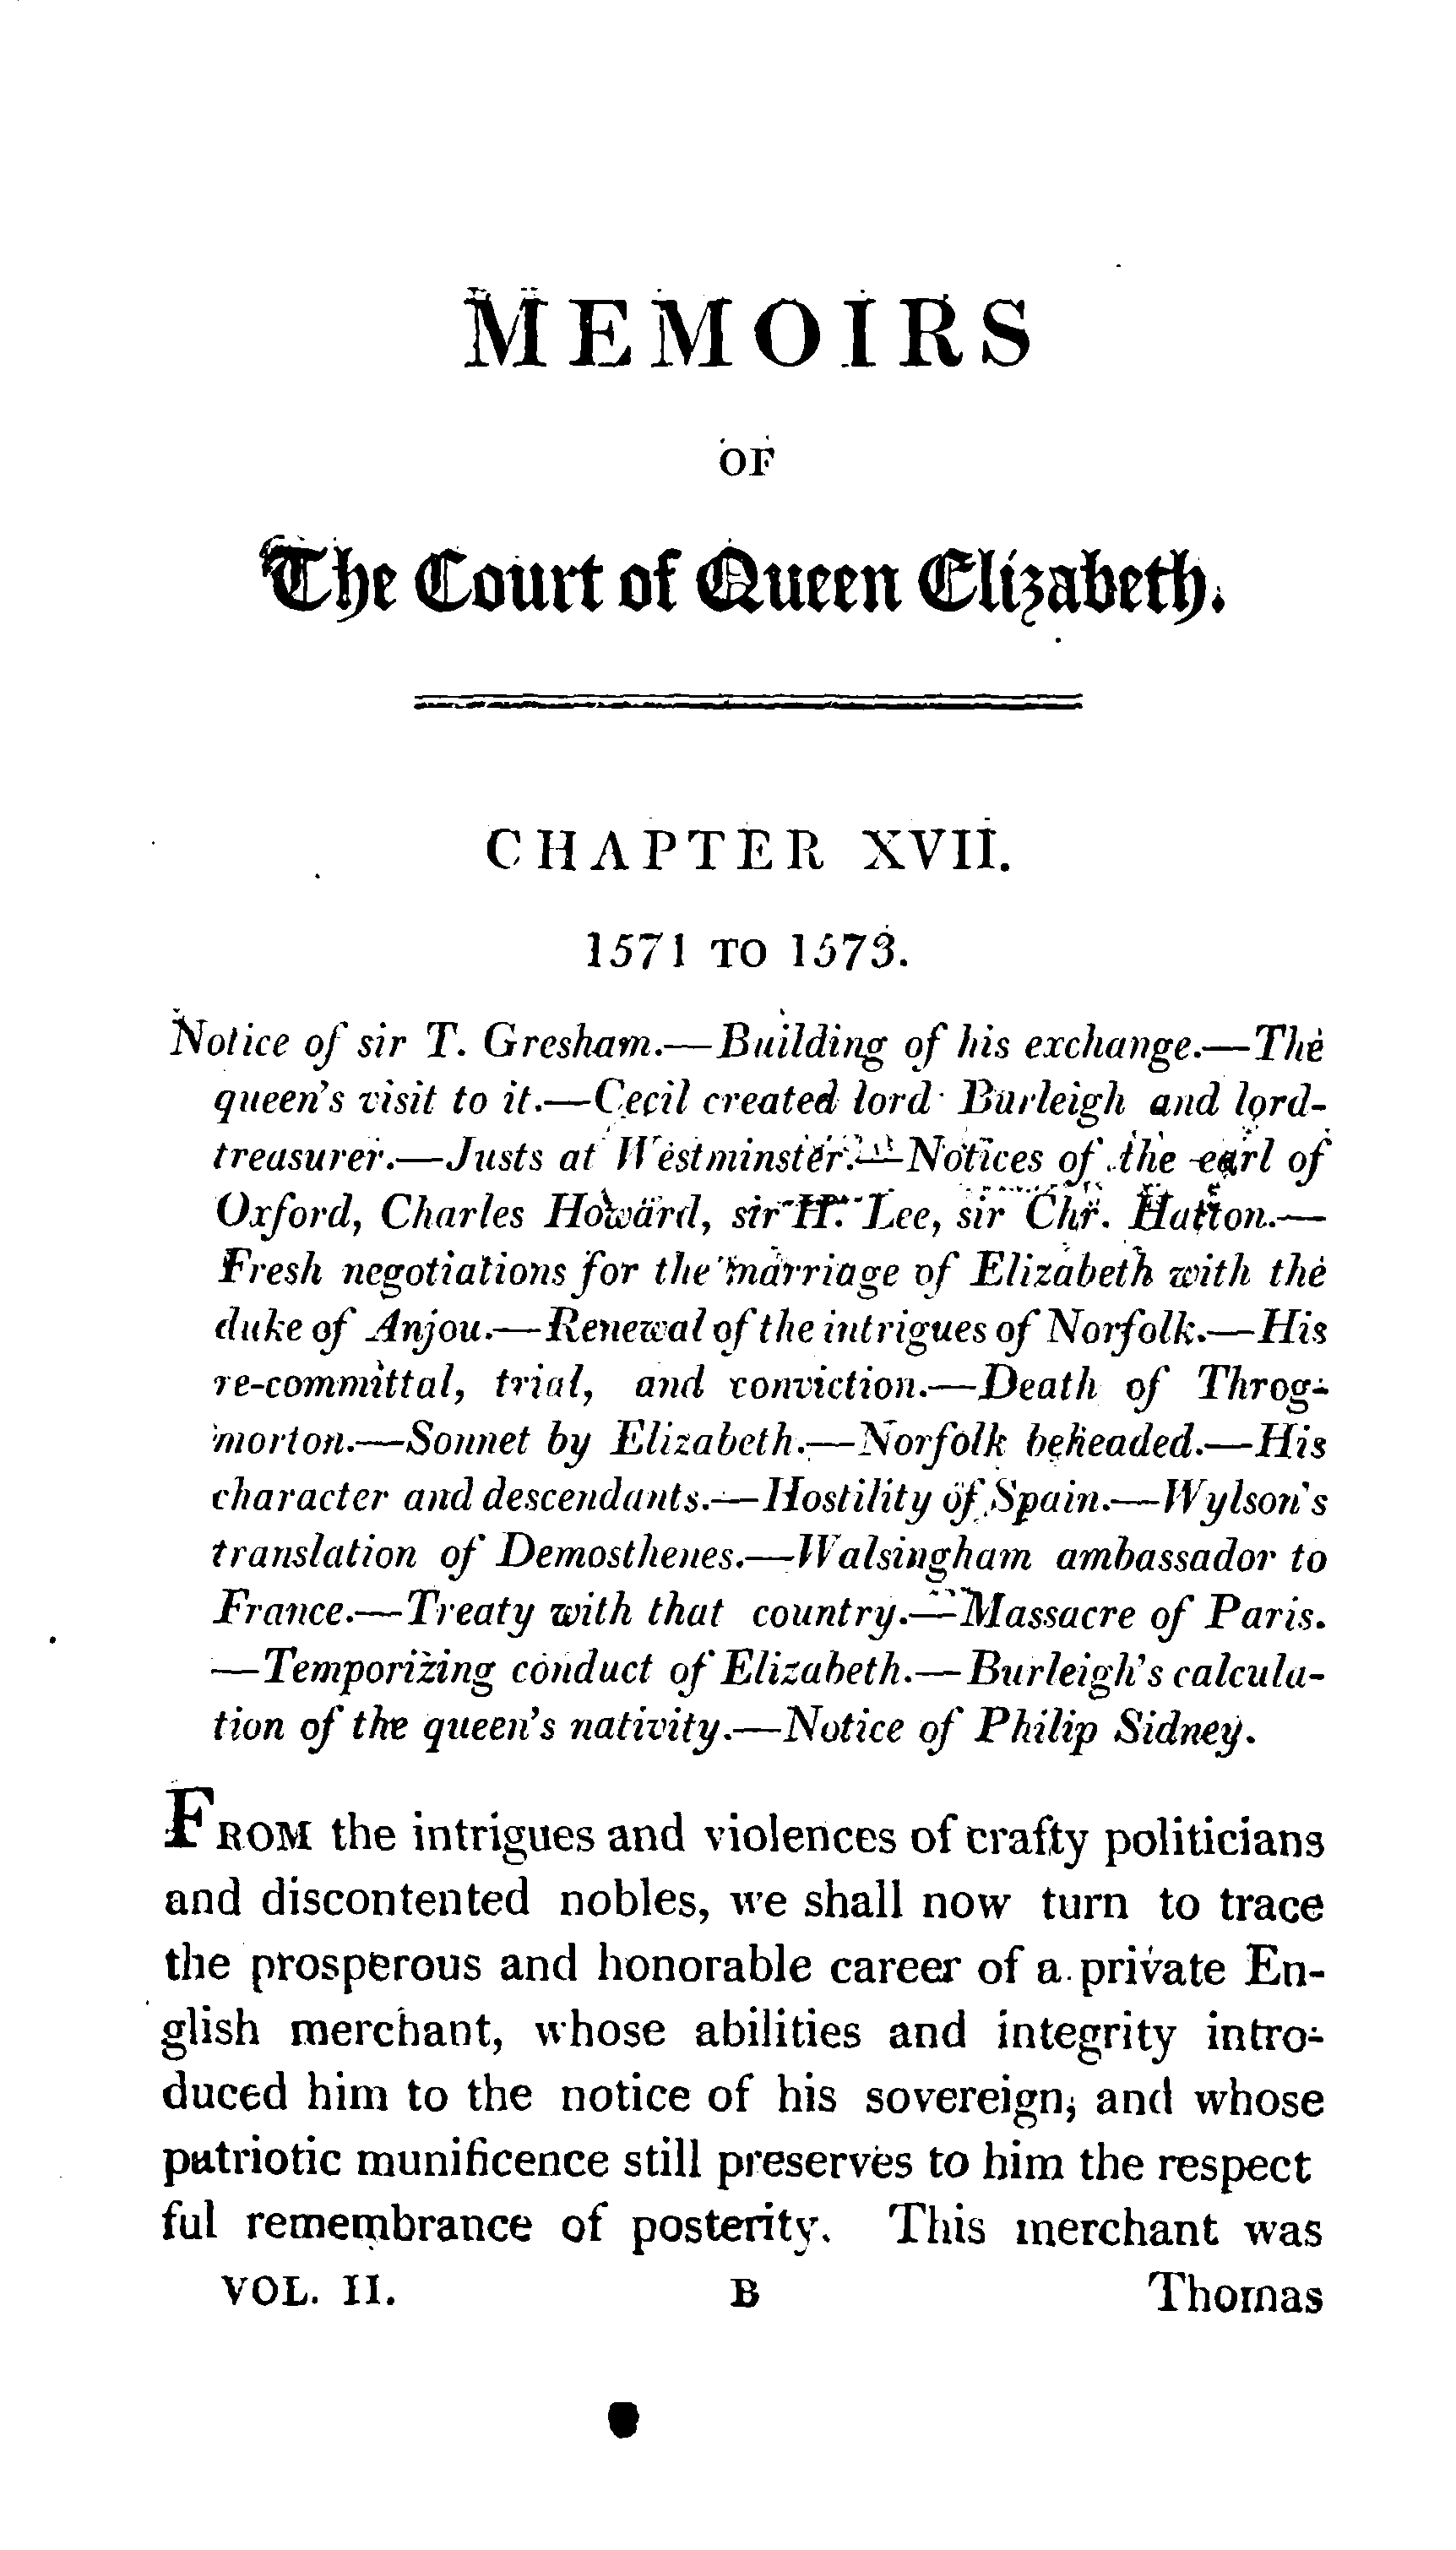 MEMOIRS
OF
The Court of Queen Elizabeth.
CHAPTER XVII.
1571 TO 1573.
Notice of sir T. Gresham.—Building of his exchange.—The
queen's visit to it.—Cecil created lord Burleigh and lord-
treasurer.—Justs at Westminster.—Notices of the earl of
Oxford, Charles Howard, sir H. Lee, sir Chr. Hatton.—
Fresh negotiations for the marriage of Elizabeth with the
duke of Anjou.—Renewal of the intrigues of Norfolk.—His
re-committal, trial, and conviction.—Death of Throg-
morton.—Sonnet by Elizabeth.—Norfolk beheaded.—His
character and descendants.—Hostility of Spain.—Wylson's
translation of Demosthenes.—Walsingham ambassador to
France.—Treaty with that country.—Massacre of Paris.
—Temporizing conduct of Elizabeth.—Burleigh's calcula-
tion of the queen's nativity.—Notice of Philip Sidney.
FROM the intrigues and violences of crafty politicians
and discontented nobles, we shall now turn to trace
the prosperous and honorable career of a private En-
glish merchant, whose abilities and integrity intro-
duced him to the notice of his sovereign, and whose
patriotic munificence still preserves to him the respect
ful remembrance of posterity. This merchant was
VOL. II. B Thomas